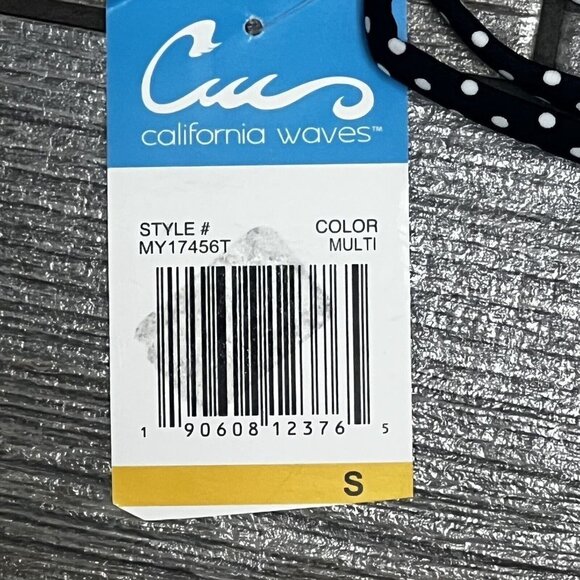 california waves™
STYLE # COLOR
MY17456T MULTI
1 90608 12376 5
S